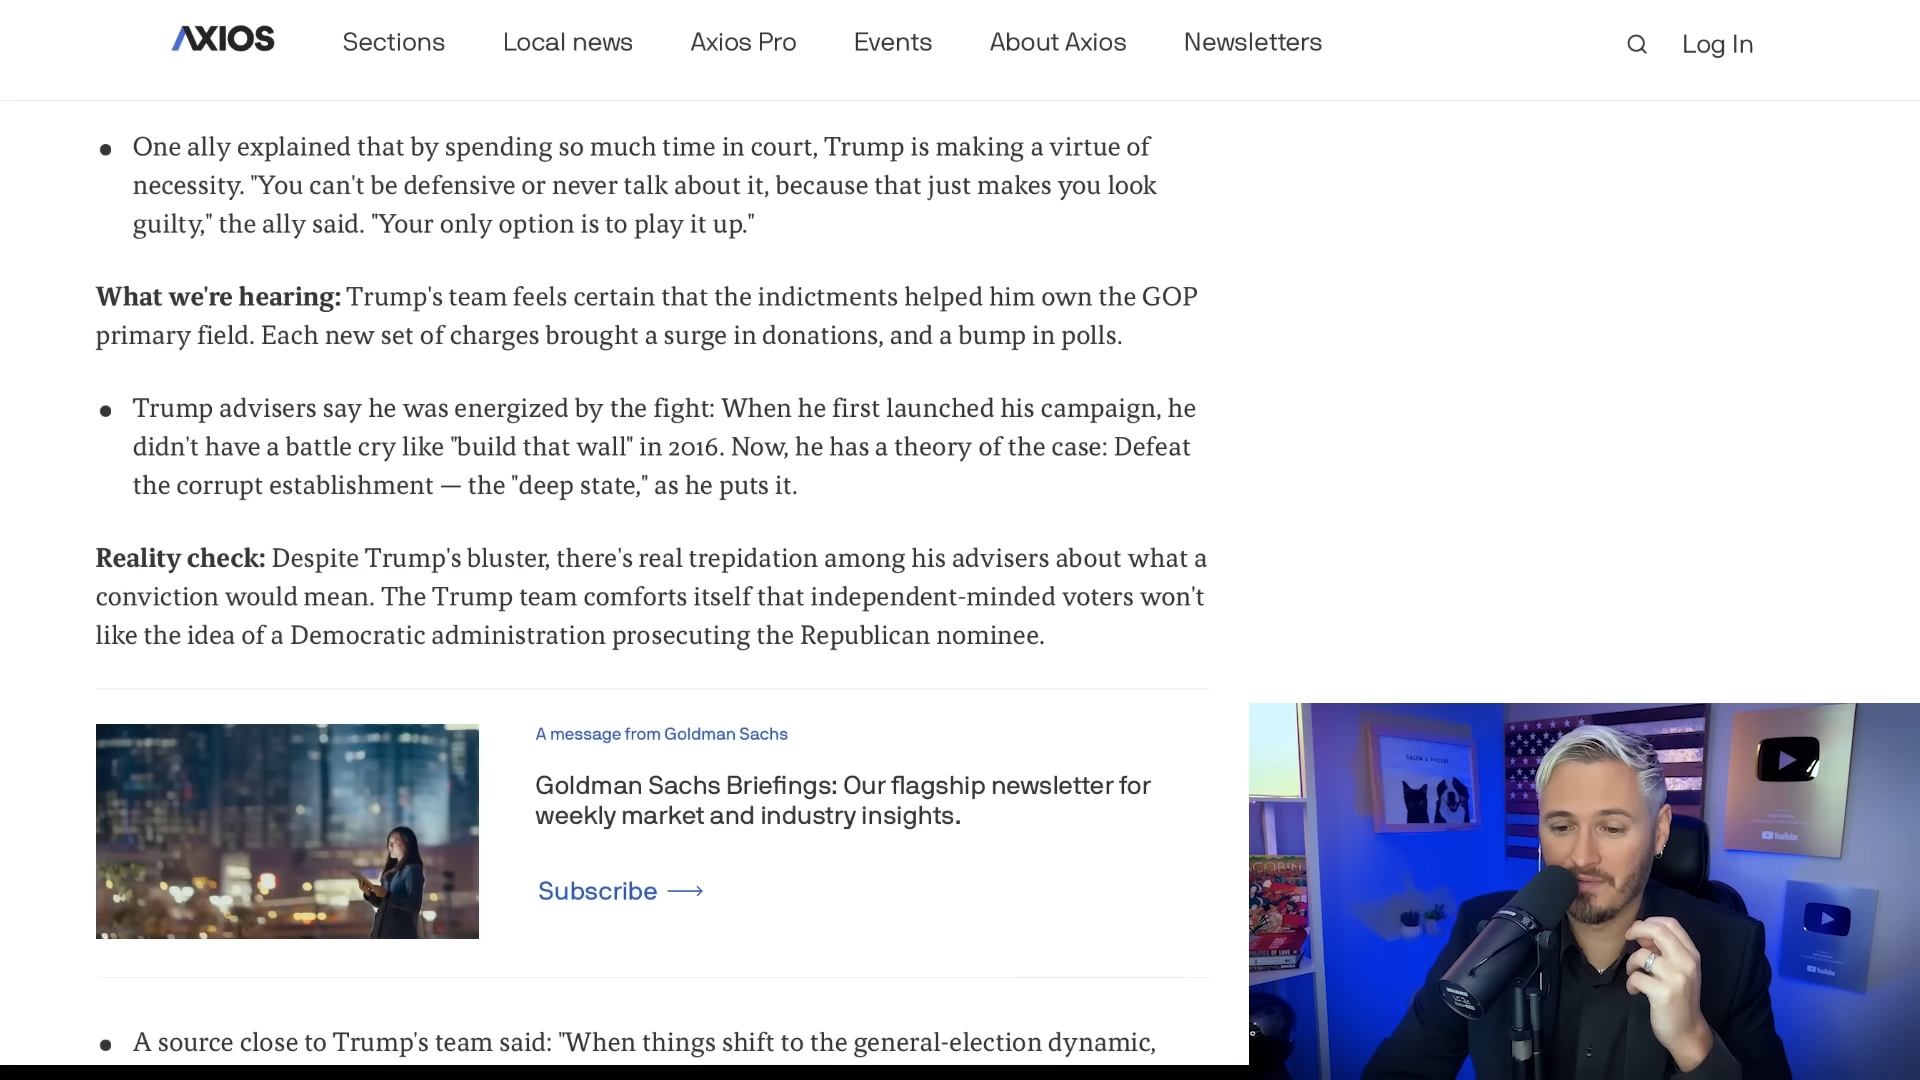 AXIOS
Sections
Local news
Axios Pro
Events
About Axios
Newsletters
Log In
• One ally explained that by spending so much time in court, Trump is making a virtue of
necessity. "You can't be defensive or never talk about it, because that just makes you look
guilty," the ally said. "Your only option is to play it up."
What we're hearing: Trump's team feels certain that the indictments helped him own the GOP
primary field. Each new set of charges brought a surge in donations, and a bump in polls.
• Trump advisers say he was energized by the fight: When he first launched his campaign, he
didn't have a battle cry like "build that wall" in 2016. Now, he has a theory of the case: Defeat
the corrupt establishment — the "deep state," as he puts it.
Reality check: Despite Trump's bluster, there's real trepidation among his advisers about what a
conviction would mean. The Trump team comforts itself that independent-minded voters won't
like the idea of a Democratic administration prosecuting the Republican nominee.
A message from Goldman Sachs
Goldman Sachs Briefings: Our flagship newsletter for
weekly market and industry insights.
Subscribe →
• A source close to Trump's team said: "When things shift to the general-election dynamic,
YouTube
YouTube